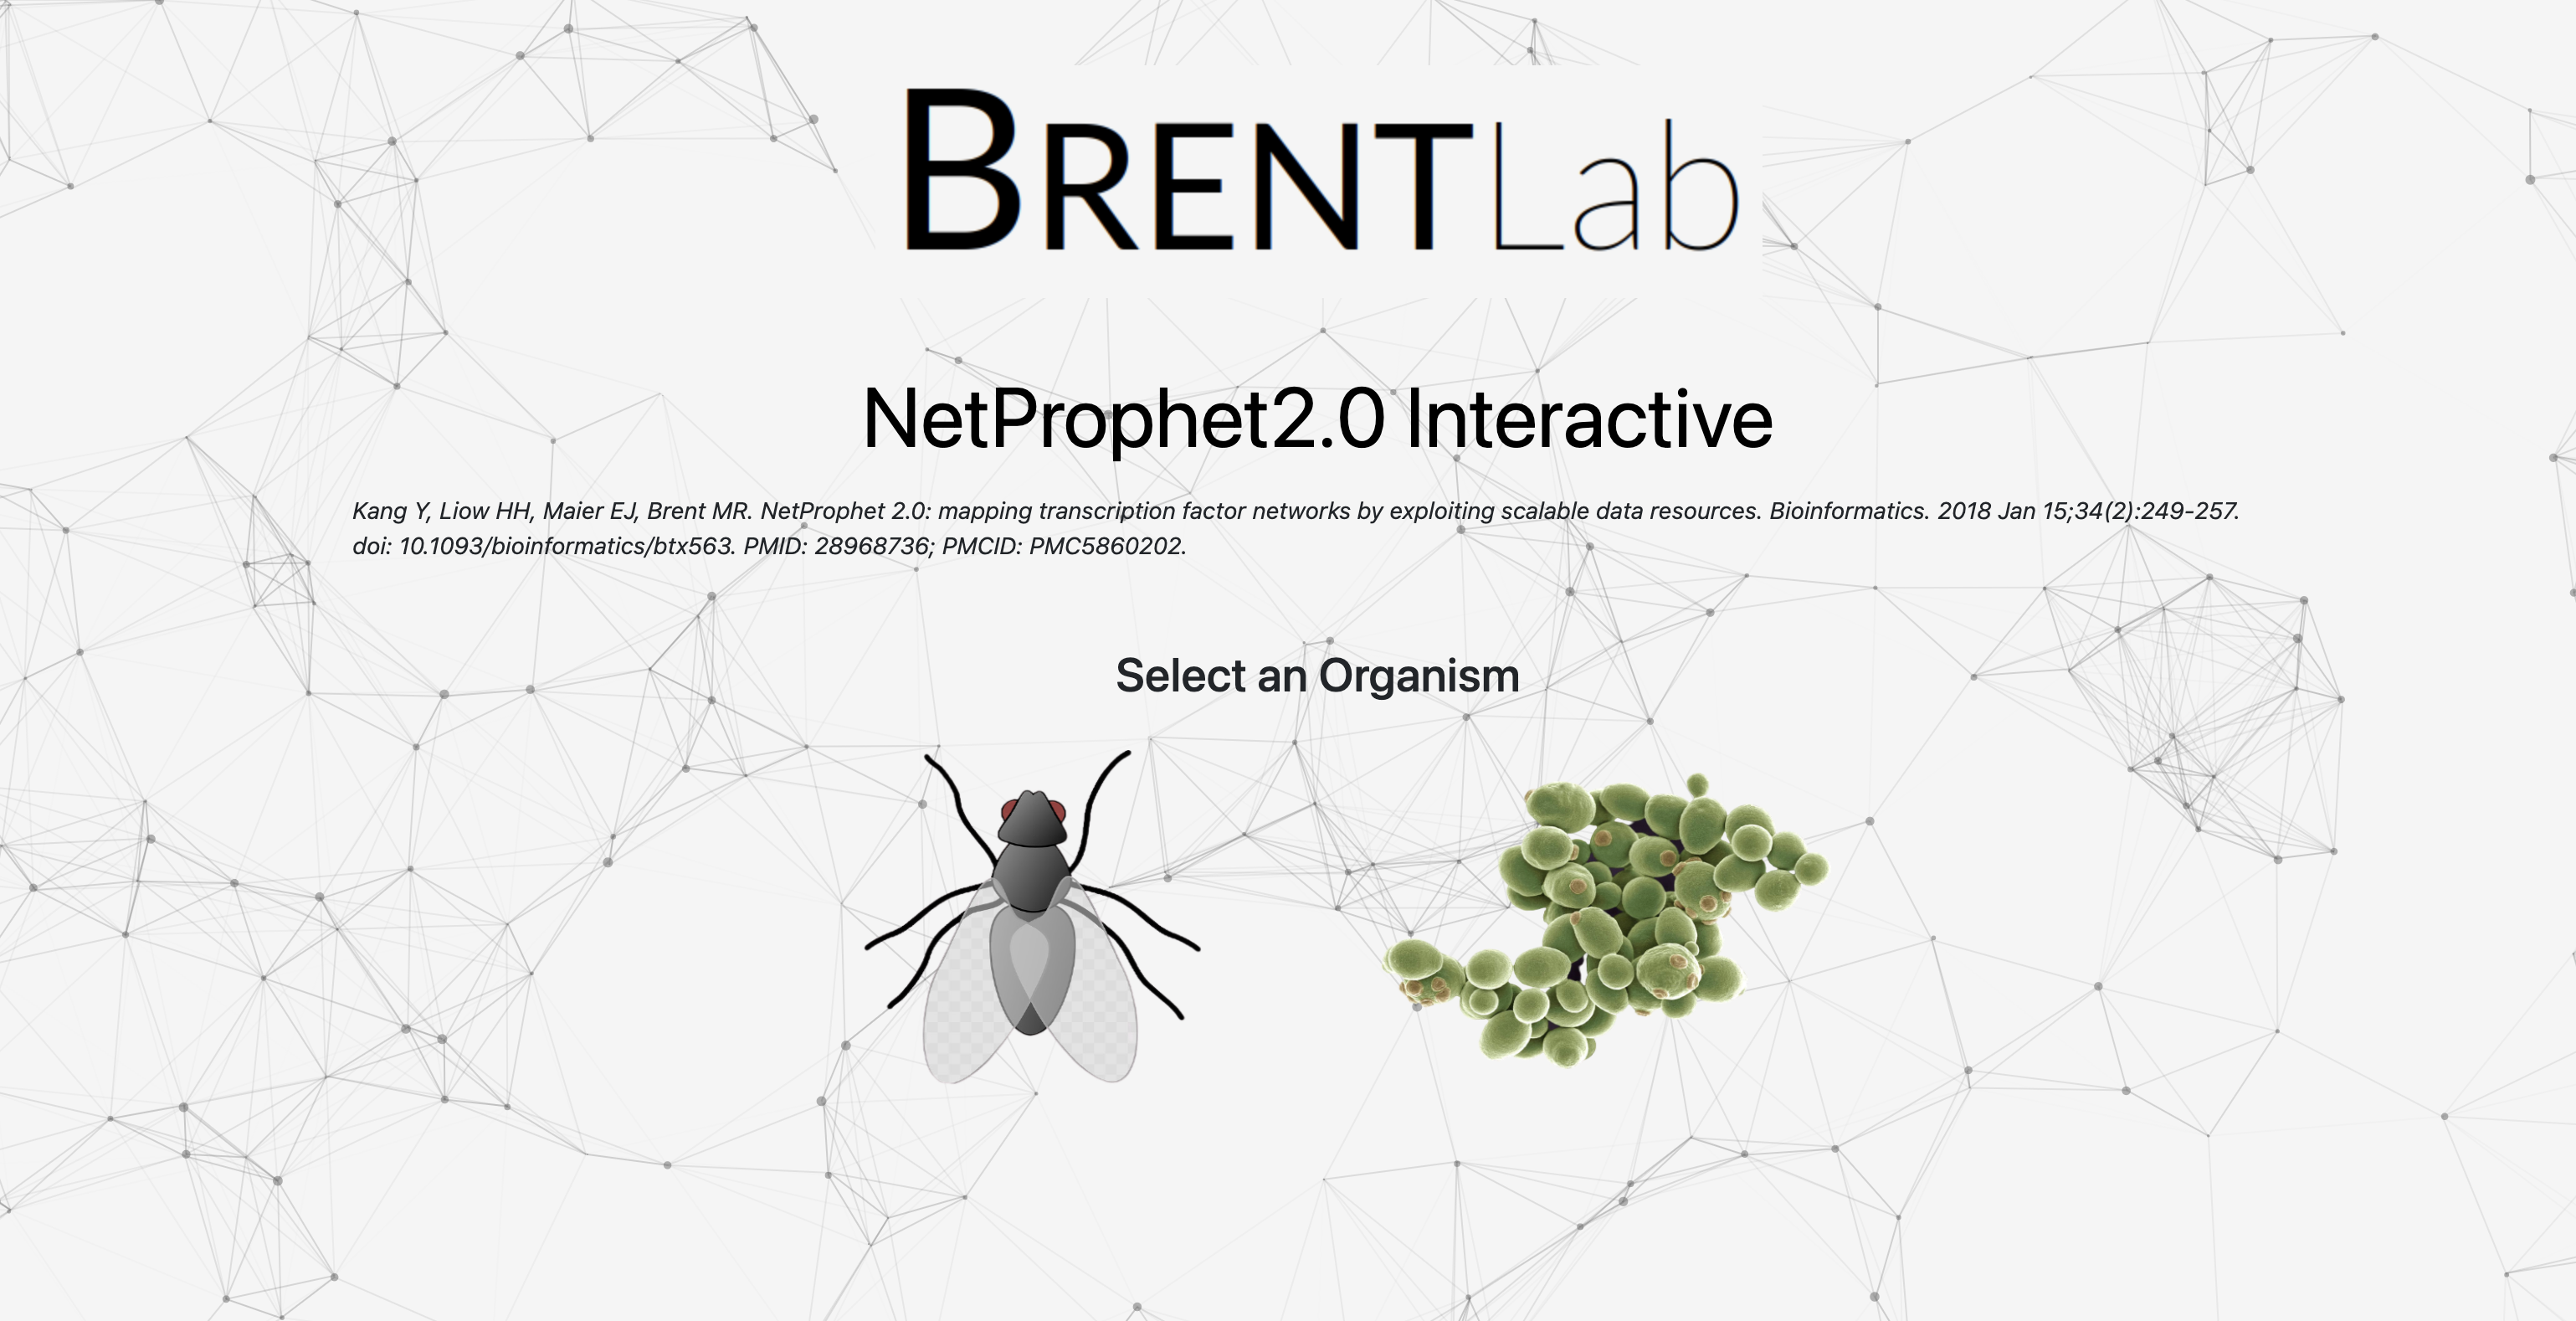 BRENTLab
NetProphet2.0 Interactive
Kang Y, Liow HH, Maier EJ, Brent MR. NetProphet 2.0: mapping transcription factor networks by exploiting scalable data resources. Bioinformatics. 2018 Jan 15;34(2):249-257.
doi: 10.1093/bioinformatics/btx563. PMID: 28968736; PMCID: PMC5860202.
Select an Organism